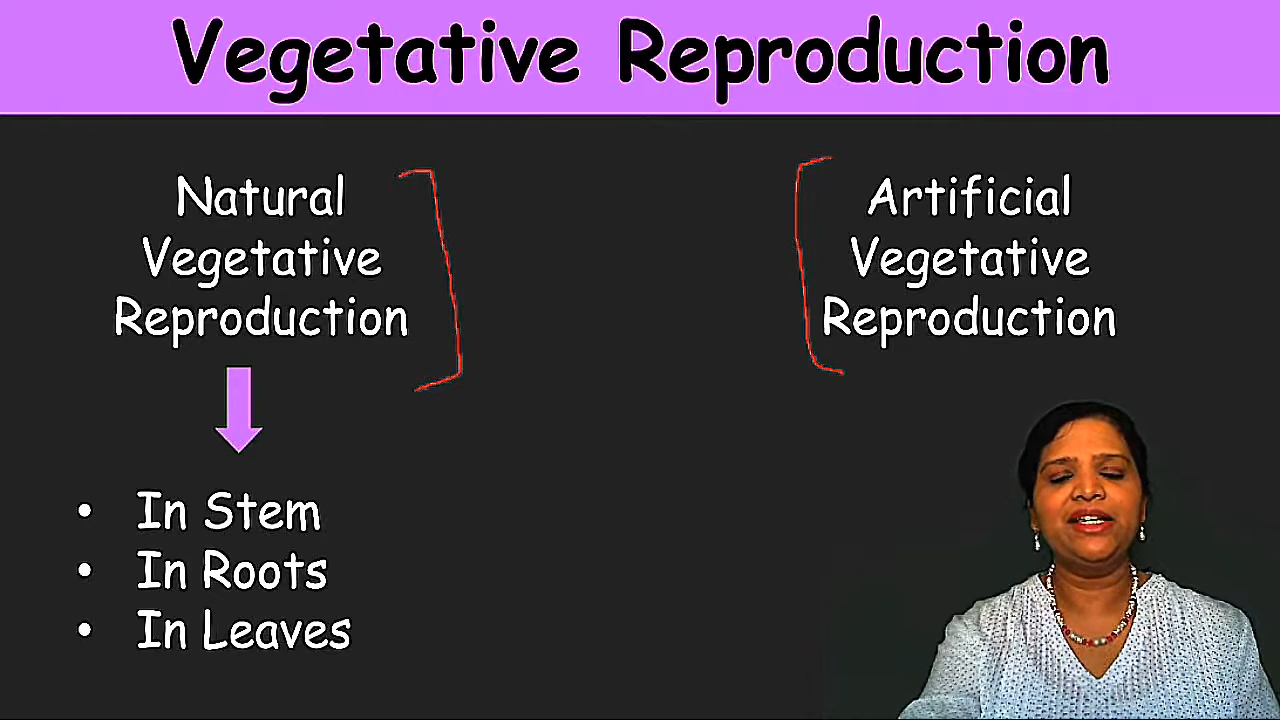 Vegetative Reproduction
Natural
Vegetative
Reproduction
Artificial
Vegetative
Reproduction
• In Stem
• In Roots
• In Leaves